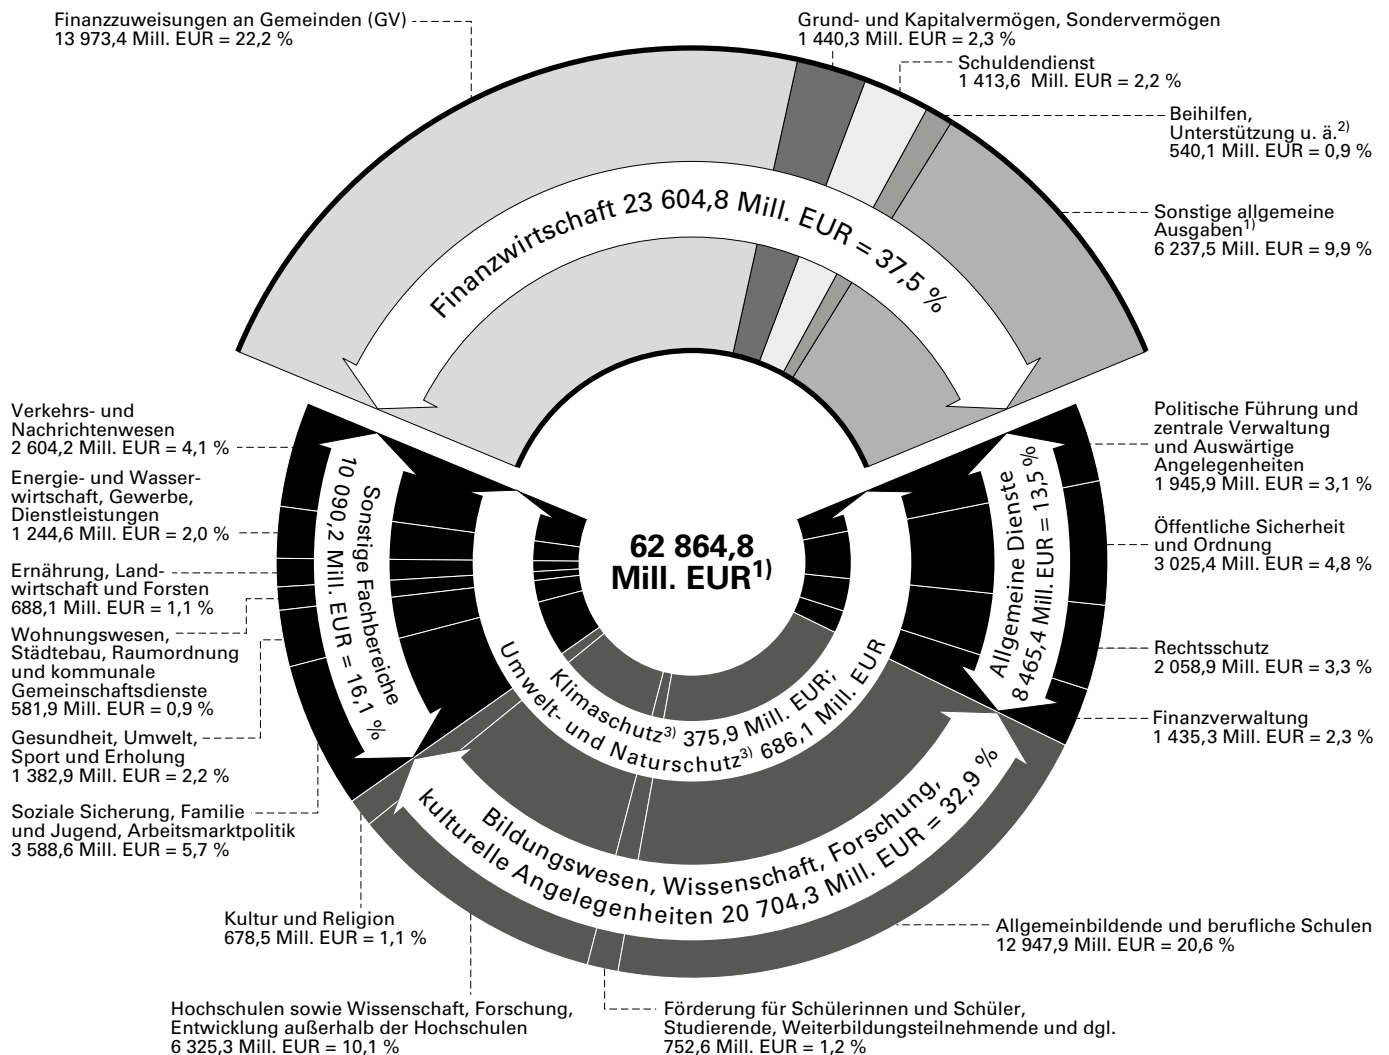 Finanzzuweisungen an Gemeinden (GV)
13 973,4 Mill. EUR = 22,2 %
Grund- und Kapitalvermögen, Sondervermögen
1 440,3 Mill. EUR = 2,3 %
Schuldendienst
1 413,6 Mill. EUR = 2,2 %
Beihilfen,
Unterstützung u. ä.2)
540,1 Mill. EUR = 0,9 %
Sonstige allgemeine
Ausgaben1)
6 237,5 Mill. EUR = 9,9 %
Finanzwirtschaft 23 604,8 Mill. EUR = 37,5 %
Verkehrs- und
Nachrichtenwesen
2 604,2 Mill. EUR = 4,1 %
Energie- und Wasser-
wirtschaft, Gewerbe,
Dienstleistungen
1 244,6 Mill. EUR = 2,0 %
Ernährung, Land-
wirtschaft und Forsten
688,1 Mill. EUR = 1,1 %
Wohnungswesen,
Städtebau, Raumordnung
und kommunale
Gemeinschaftsdienste
581,9 Mill. EUR = 0,9 %
Gesundheit, Umwelt,
Sport und Erholung
1 382,9 Mill. EUR = 2,2 %
Soziale Sicherung, Familie
und Jugend, Arbeitsmarktpolitik
3 588,6 Mill. EUR = 5,7 %
Sonstige Fachbereiche
10 090,2 Mill. EUR = 16,1 %
62 864,8
Mill. EUR1)
Klimaschutz3) 375,9 Mill. EUR;
Umwelt- und Naturschutz3) 686,1 Mill. EUR
Allgemeine Dienste
8 465,4 Mill. EUR = 13,5 %
Politische Führung und
zentrale Verwaltung
und Auswärtige
Angelegenheiten
1 945,9 Mill. EUR = 3,1 %
Öffentliche Sicherheit
und Ordnung
3 025,4 Mill. EUR = 4,8 %
Rechtsschutz
2 058,9 Mill. EUR = 3,3 %
Finanzverwaltung
1 435,3 Mill. EUR = 2,3 %
Bildungswesen, Wissenschaft, Forschung,
kulturelle Angelegenheiten 20 704,3 Mill. EUR = 32,9 %
Kultur und Religion
678,5 Mill. EUR = 1,1 %
Allgemeinbildende und berufliche Schulen
12 947,9 Mill. EUR = 20,6 %
Hochschulen sowie Wissenschaft, Forschung,
Entwicklung außerhalb der Hochschulen
6 325,3 Mill. EUR = 10,1 %
Förderung für Schülerinnen und Schüler,
Studierende, Weiterbildungsteilnehmende und dgl.
752,6 Mill. EUR = 1,2 %